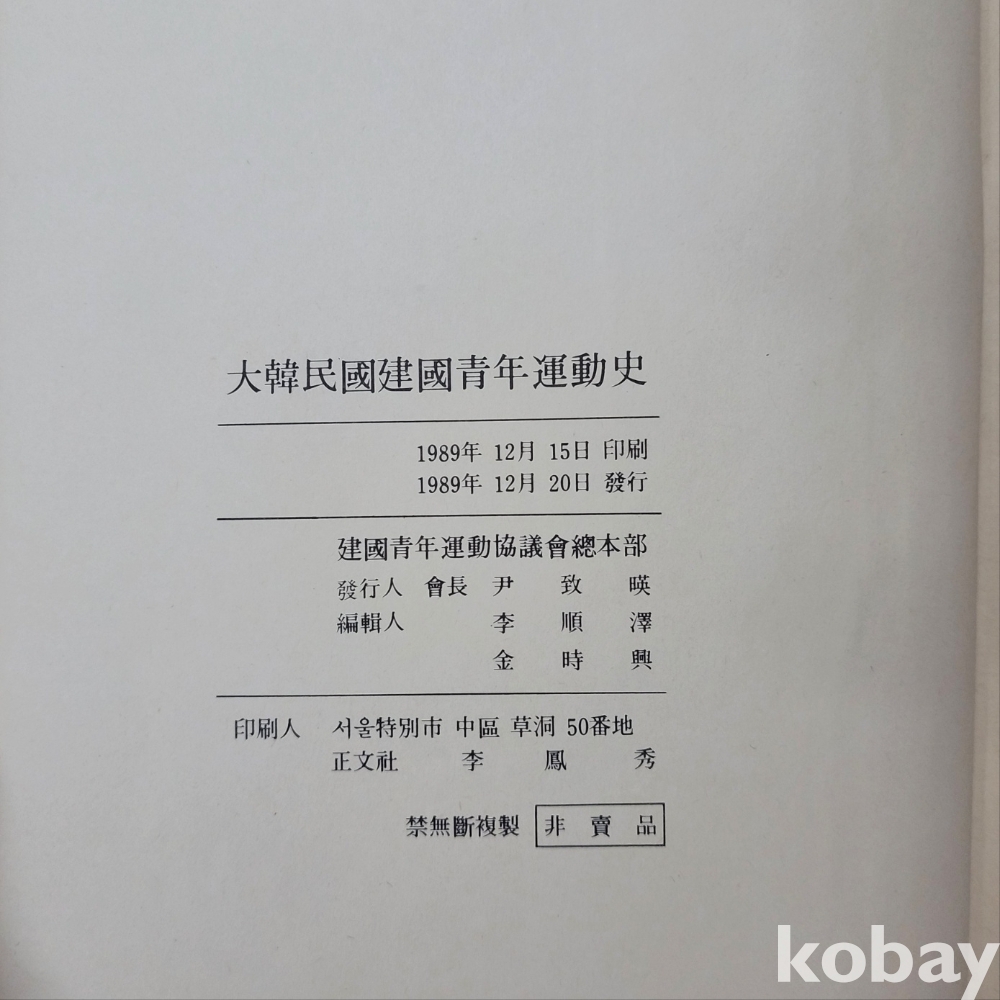 大韓民國建國青年運動史
1989年 12月 15日 印刷
1989年 12月 20日 發行
建國青年運動協議會總本部
發行人 會長 尹致暎
編輯人 李順澤
金時興
印刷人 서울特別市 中區 草洞 50番地
正文社 李鳳秀
禁無斷複製 非賣品
kobay